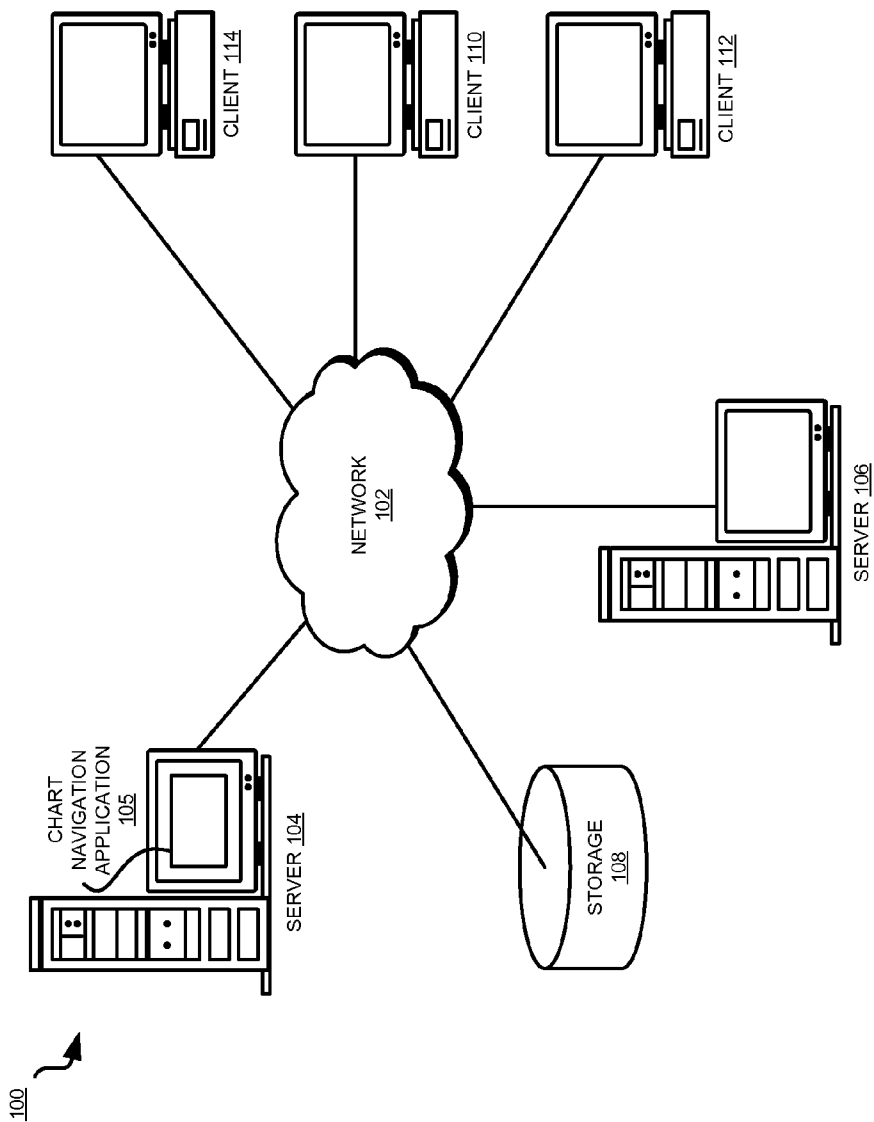 100
CHART
NAVIGATION
APPLICATION
105
SERVER 104
NETWORK
102
STORAGE
108
SERVER 106
CLIENT 114
CLIENT 110
CLIENT 112